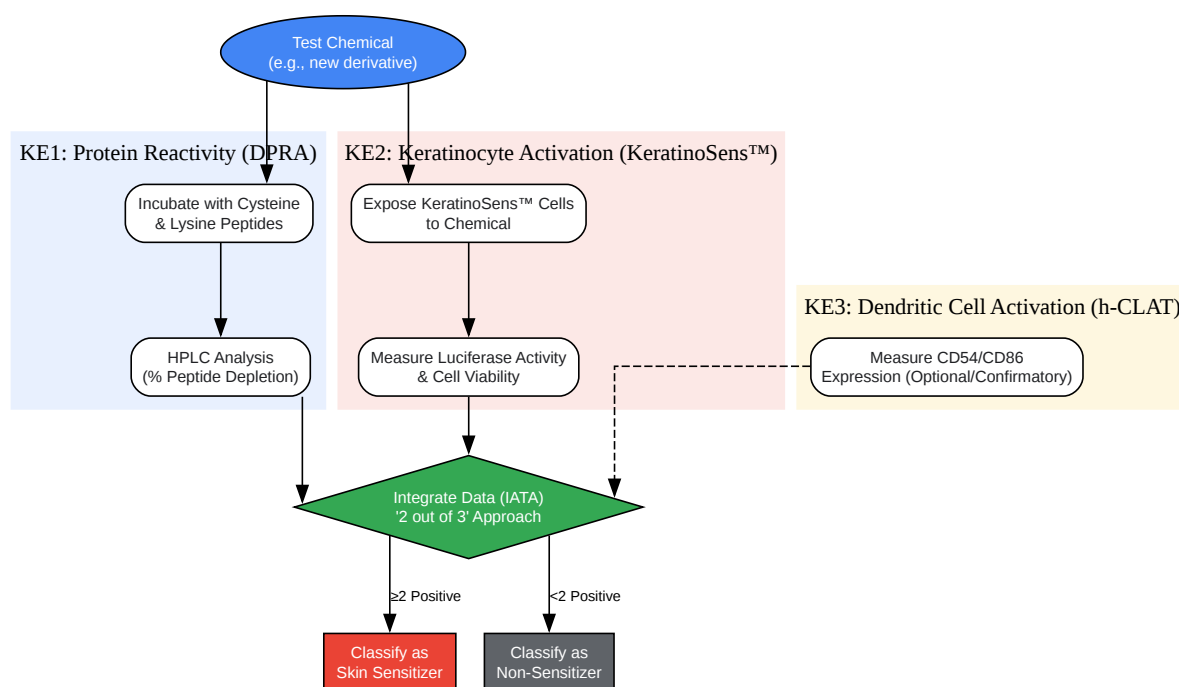 Test Chemical
(e.g., new derivative)
KE1: Protein Reactivity (DPRA)
KE2: Keratinocyte Activation (KeratinoSens™)
Incubate with Cysteine
& Lysine Peptides
Expose KeratinoSens™ Cells
to Chemical
KE3: Dendritic Cell Activation (h-CLAT)
HPLC Analysis
(% Peptide Depletion)
Measure Luciferase Activity
& Cell Viability
Measure CD54/CD86
Expression (Optional/Confirmatory)
Integrate Data (IATA)
'2 out of 3' Approach
≥2 Positive
<2 Positive
Classify as
Skin Sensitizer
Classify as
Non-Sensitizer